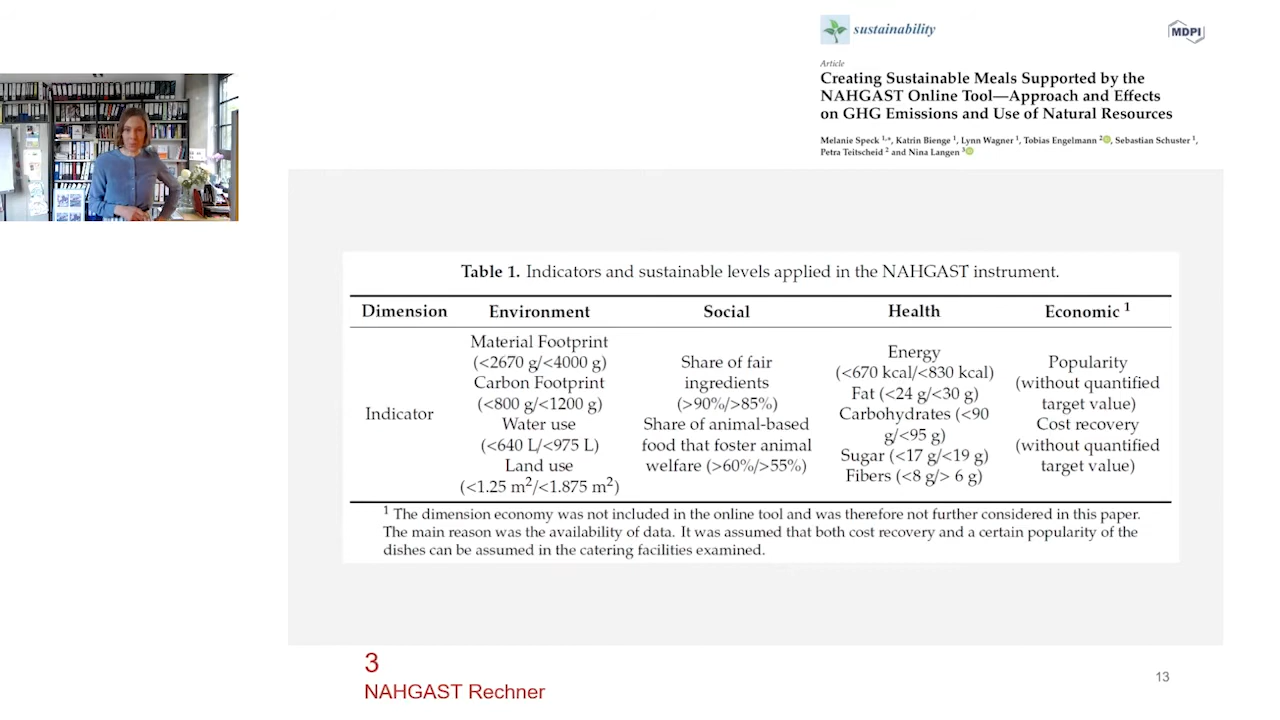 sustainability
MDPI
Article
Creating Sustainable Meals Supported by the
NAHGAST Online Tool—Approach and Effects
on GHG Emissions and Use of Natural Resources
Melanie Speck 1,*, Katrin Bienge 1, Lynn Wagner 1, Tobias Engelmann 2, Sebastian Schuster 1,
Petra Teitscheid 2 and Nina Langen 3
Table 1. Indicators and sustainable levels applied in the NAHGAST instrument.
Dimension Environment Social Health Economic 1
Indicator
Material Footprint
(<2670 g/<4000 g)
Carbon Footprint
(<800 g/<1200 g)
Water use
(<640 L/<975 L)
Land use
(<1.25 m2/<1.875 m2)
Share of fair
ingredients
(>90%/>85%)
Share of animal-based
food that foster animal
welfare (>60%/>55%)
Energy
(<670 kcal/<830 kcal)
Fat (<24 g/<30 g)
Carbohydrates (<90
g/<95 g)
Sugar (<17 g/<19 g)
Fibers (<8 g/> 6 g)
Popularity
(without quantified
target value)
Cost recovery
(without quantified
target value)
1 The dimension economy was not included in the online tool and was therefore not further considered in this paper.
The main reason was the availability of data. It was assumed that both cost recovery and a certain popularity of the
dishes can be assumed in the catering facilities examined.
3
NAHGAST Rechner
13